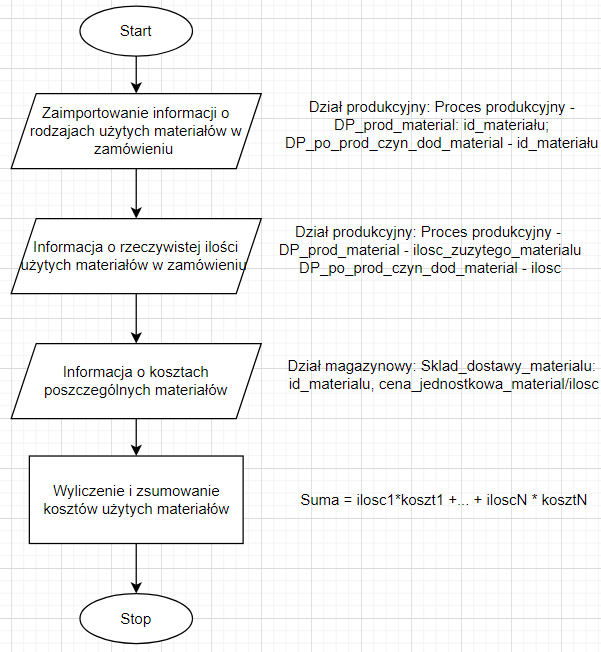 Start
Zaimportowanie informacji o
rodzajach użytych materiałów w
zamówieniu
Dział produkcyjny: Proces produkcyjny -
DP_prod_material: id_materiału;
DP_po_prod_czyn_dod_material - id_materiału
Informacja o rzeczywistej ilości
użytych materiałów w zamówieniu
Dział produkcyjny: Proces produkcyjny -
DP_prod_material - ilosc_zuzytego_materialu
DP_po_prod_czyn_dod_material - ilosc
Informacja o kosztach
poszczególnych materiałów
Dział magazynowy: Sklad_dostawy_materialu:
id_materialu, cena_jednostkowa_material/ilosc
Wyliczenie i zsumowanie
kosztów użytych materiałów
Suma = ilosc1*koszt1 +... + iloscN * kosztN
Stop